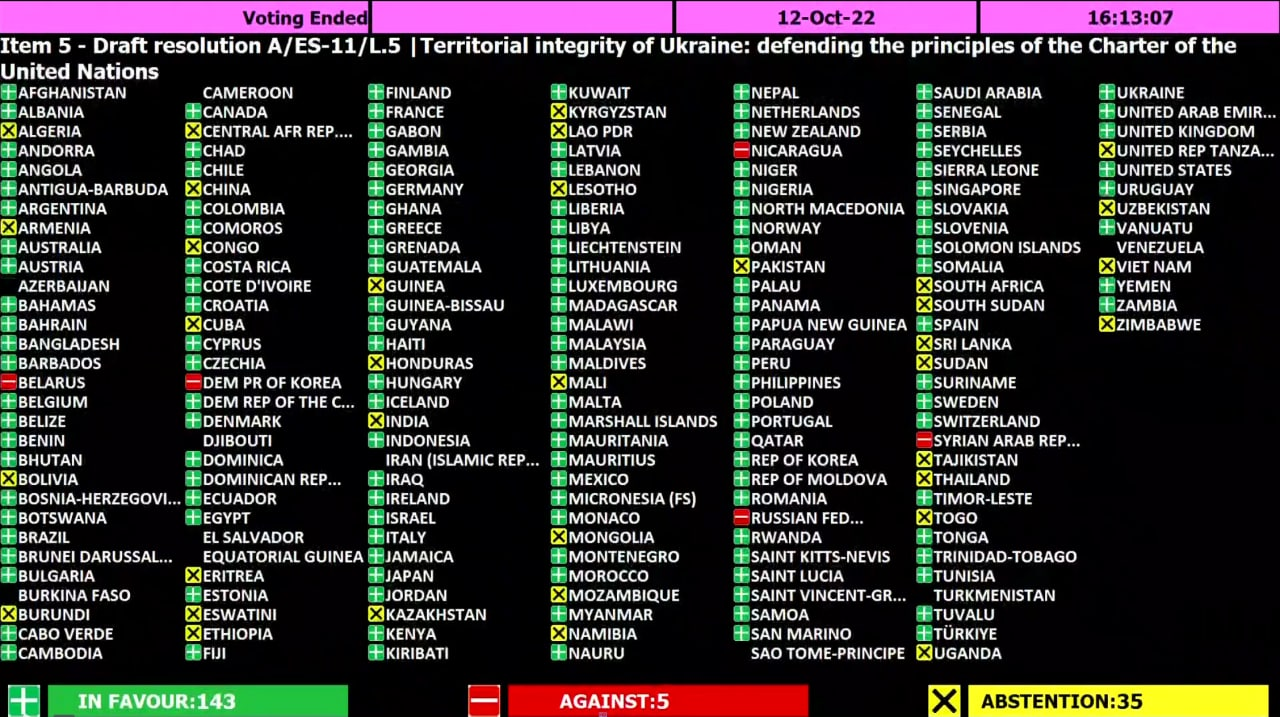 Voting Ended 12-Oct-22 16:13:07
Item 5 - Draft resolution A/ES-11/L.5 |Territorial integrity of Ukraine: defending the principles of the Charter of the
United Nations
AFGHANISTAN
ALBANIA
ALGERIA
ANDORRA
ANGOLA
ANTIGUA-BARBUDA
ARGENTINA
ARMENIA
AUSTRALIA
AUSTRIA
AZERBAIJAN
BAHAMAS
BAHRAIN
BANGLADESH
BARBADOS
BELARUS
BELGIUM
BELIZE
BENIN
BHUTAN
BOLIVIA
BOSNIA-HERZEGOVI...
BOTSWANA
BRAZIL
BRUNEI DARUSSAL...
BULGARIA
BURKINA FASO
BURUNDI
CABO VERDE
CAMBODIA
CAMEROON
CANADA
CENTRAL AFR REP....
CHAD
CHILE
CHINA
COLOMBIA
COMOROS
CONGO
COSTA RICA
COTE D'IVOIRE
CROATIA
CUBA
CYPRUS
CZECHIA
DEM PR OF KOREA
DEM REP OF THE C...
DENMARK
DJIBOUTI
DOMINICA
DOMINICAN REP...
ECUADOR
EGYPT
EL SALVADOR
EQUATORIAL GUINEA
ERITREA
ESTONIA
ESWATINI
ETHIOPIA
FIJI
FINLAND
FRANCE
GABON
GAMBIA
GEORGIA
GERMANY
GHANA
GREECE
GRENADA
GUATEMALA
GUINEA
GUINEA-BISSAU
GUYANA
HAITI
HONDURAS
HUNGARY
ICELAND
INDIA
INDONESIA
IRAN (ISLAMIC REP...
IRAQ
IRELAND
ISRAEL
ITALY
JAMAICA
JAPAN
JORDAN
KAZAKHSTAN
KENYA
KIRIBATI
KUWAIT
KYRGYZSTAN
LAO PDR
LATVIA
LEBANON
LESOTHO
LIBERIA
LIBYA
LIECHTENSTEIN
LITHUANIA
LUXEMBOURG
MADAGASCAR
MALAWI
MALAYSIA
MALDIVES
MALI
MALTA
MARSHALL ISLANDS
MAURITANIA
MAURITIUS
MEXICO
MICRONESIA (FS)
MONACO
MONGOLIA
MONTENEGRO
MOROCCO
MOZAMBIQUE
MYANMAR
NAMIBIA
NAURU
NEPAL
NETHERLANDS
NEW ZEALAND
NICARAGUA
NIGER
NIGERIA
NORTH MACEDONIA
NORWAY
OMAN
PAKISTAN
PALAU
PANAMA
PAPUA NEW GUINEA
PARAGUAY
PERU
PHILIPPINES
POLAND
PORTUGAL
QATAR
REP OF KOREA
REP OF MOLDOVA
ROMANIA
RUSSIAN FED...
RWANDA
SAINT KITTS-NEVIS
SAINT LUCIA
SAINT VINCENT-GR...
SAMOA
SAN MARINO
SAO TOME-PRINCIPE
SAUDI ARABIA
SENEGAL
SERBIA
SEYCHELLES
SIERRA LEONE
SINGAPORE
SLOVAKIA
SLOVENIA
SOLOMON ISLANDS
SOMALIA
SOUTH AFRICA
SOUTH SUDAN
SPAIN
SRI LANKA
SUDAN
SURINAME
SWEDEN
SWITZERLAND
SYRIAN ARAB REP...
TAJIKISTAN
THAILAND
TIMOR-LESTE
TOGO
TONGA
TRINIDAD-TOBAGO
TUNISIA
TURKMENISTAN
TUVALU
TÜRKIYE
UGANDA
UKRAINE
UNITED ARAB EMIR...
UNITED KINGDOM
UNITED REP TANZA...
UNITED STATES
URUGUAY
UZBEKISTAN
VANUATU
VENEZUELA
VIET NAM
YEMEN
ZAMBIA
ZIMBABWE
IN FAVOUR:143 AGAINST:5 ABSTENTION:35